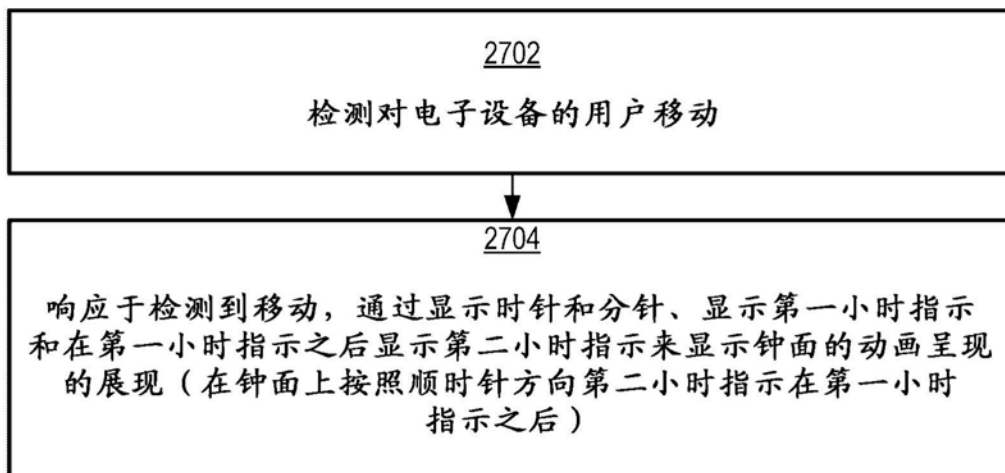 2702
检测对电子设备的用户移动
2704
响应于检测到移动，通过显示时针和分针、显示第一小时指示
和在第一小时指示之后显示第二小时指示来显示钟面的动画呈现
的展现（在钟面上按照顺时针方向第二小时指示在第一小时
指示之后）